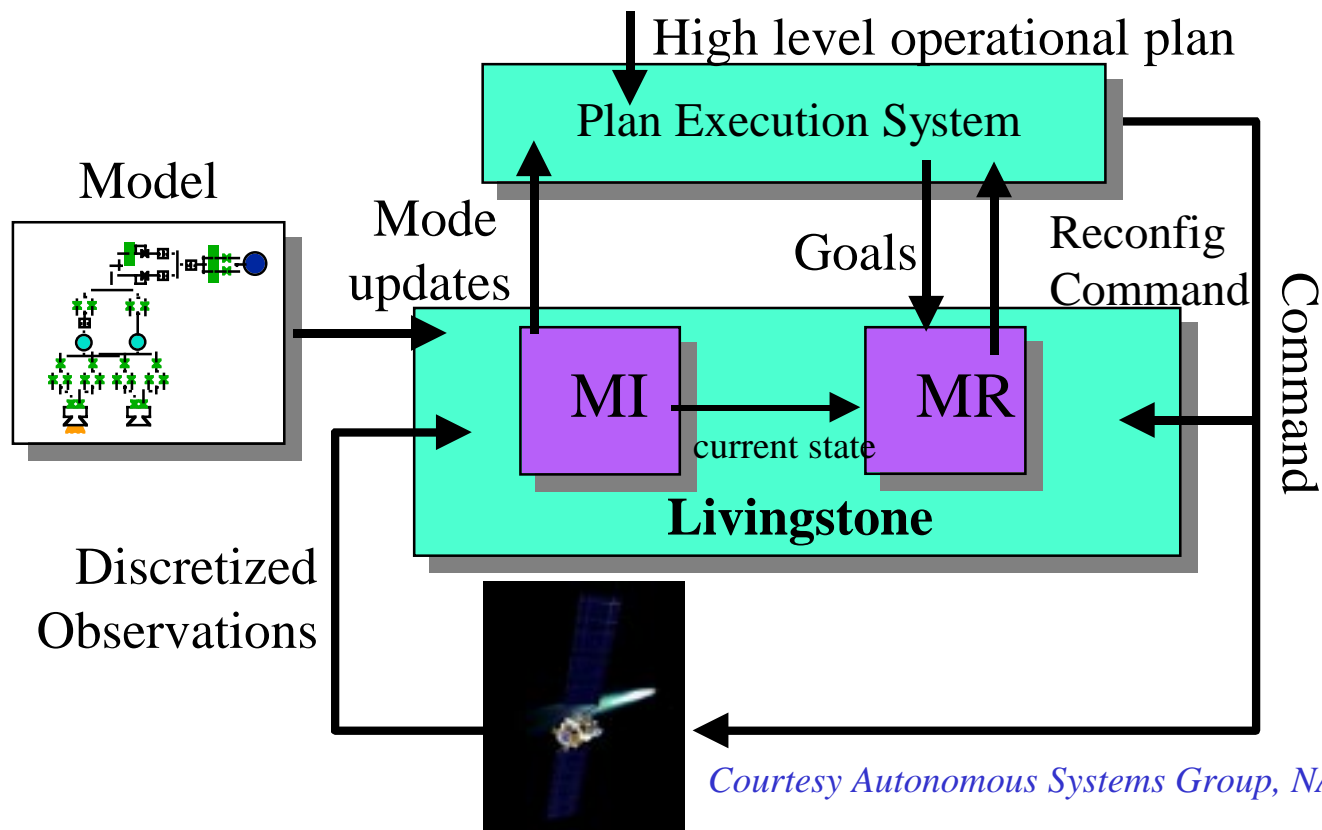 High level operational plan
Plan Execution System
Model
Mode
updates
Goals
Reconfig
Command
Command
MI
MR
current state
Livingstone
Discretized
Observations
Courtesy Autonomous Systems Group,